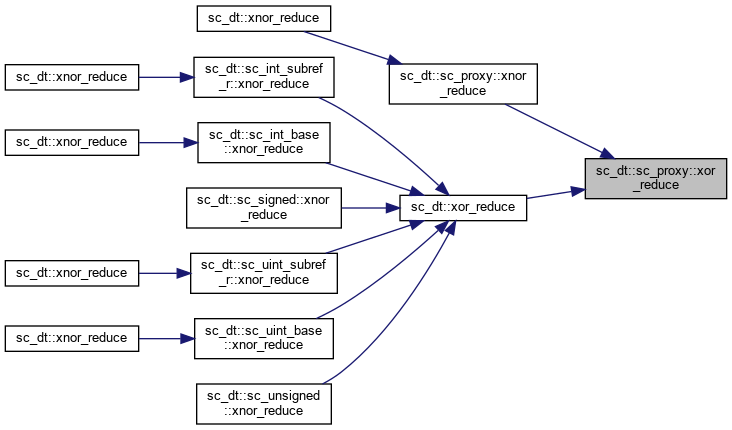 sc_dt::xnor_reduce
sc_dt::sc_proxy::xnor
_reduce
sc_dt::xnor_reduce
sc_dt::sc_int_subref
_r::xnor_reduce
sc_dt::xnor_reduce
sc_dt::sc_int_base
::xnor_reduce
sc_dt::sc_proxy::xor
_reduce
sc_dt::sc_signed::xnor
_reduce
sc_dt::xor_reduce
sc_dt::xnor_reduce
sc_dt::sc_uint_subref
_r::xnor_reduce
sc_dt::xnor_reduce
sc_dt::sc_uint_base
::xnor_reduce
sc_dt::sc_unsigned
::xnor_reduce